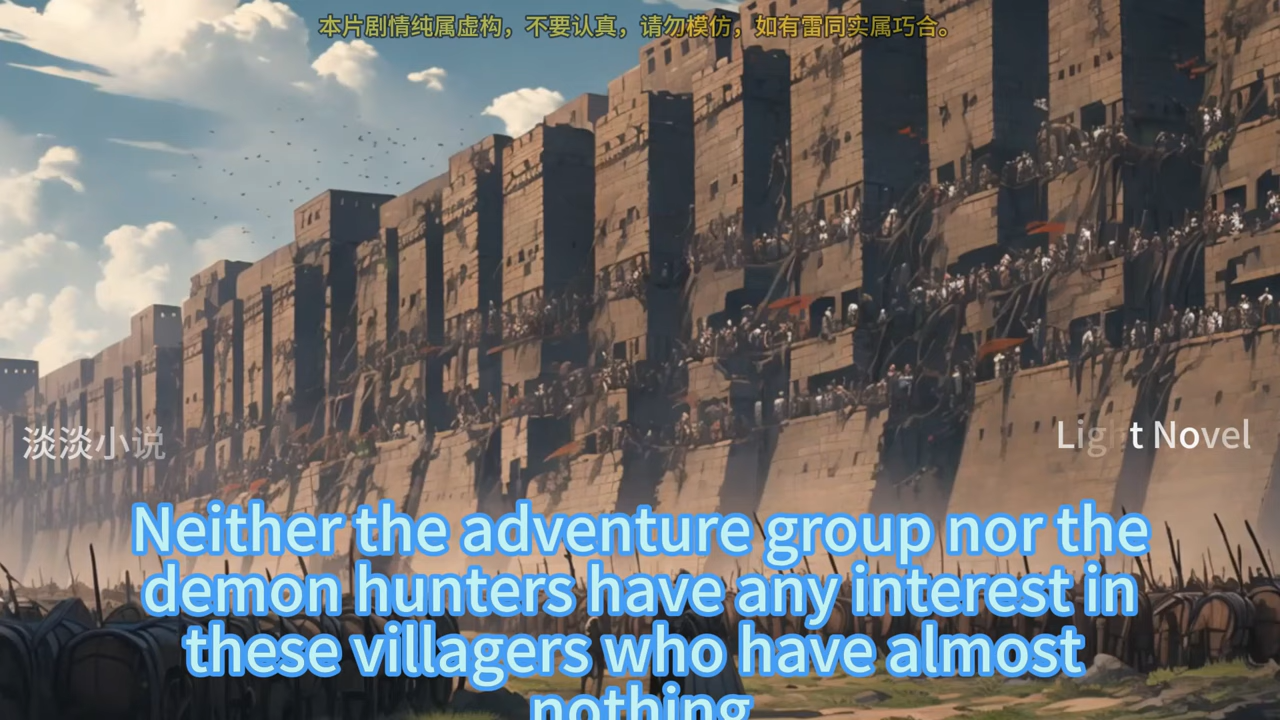 本片剧情纯属虚构，不要认真，请勿模仿，如有雷同实属巧合。
淡淡小说
Light Novel
Neither the adventure group nor the
demon hunters have any interest in
these villagers who have almost
nothing